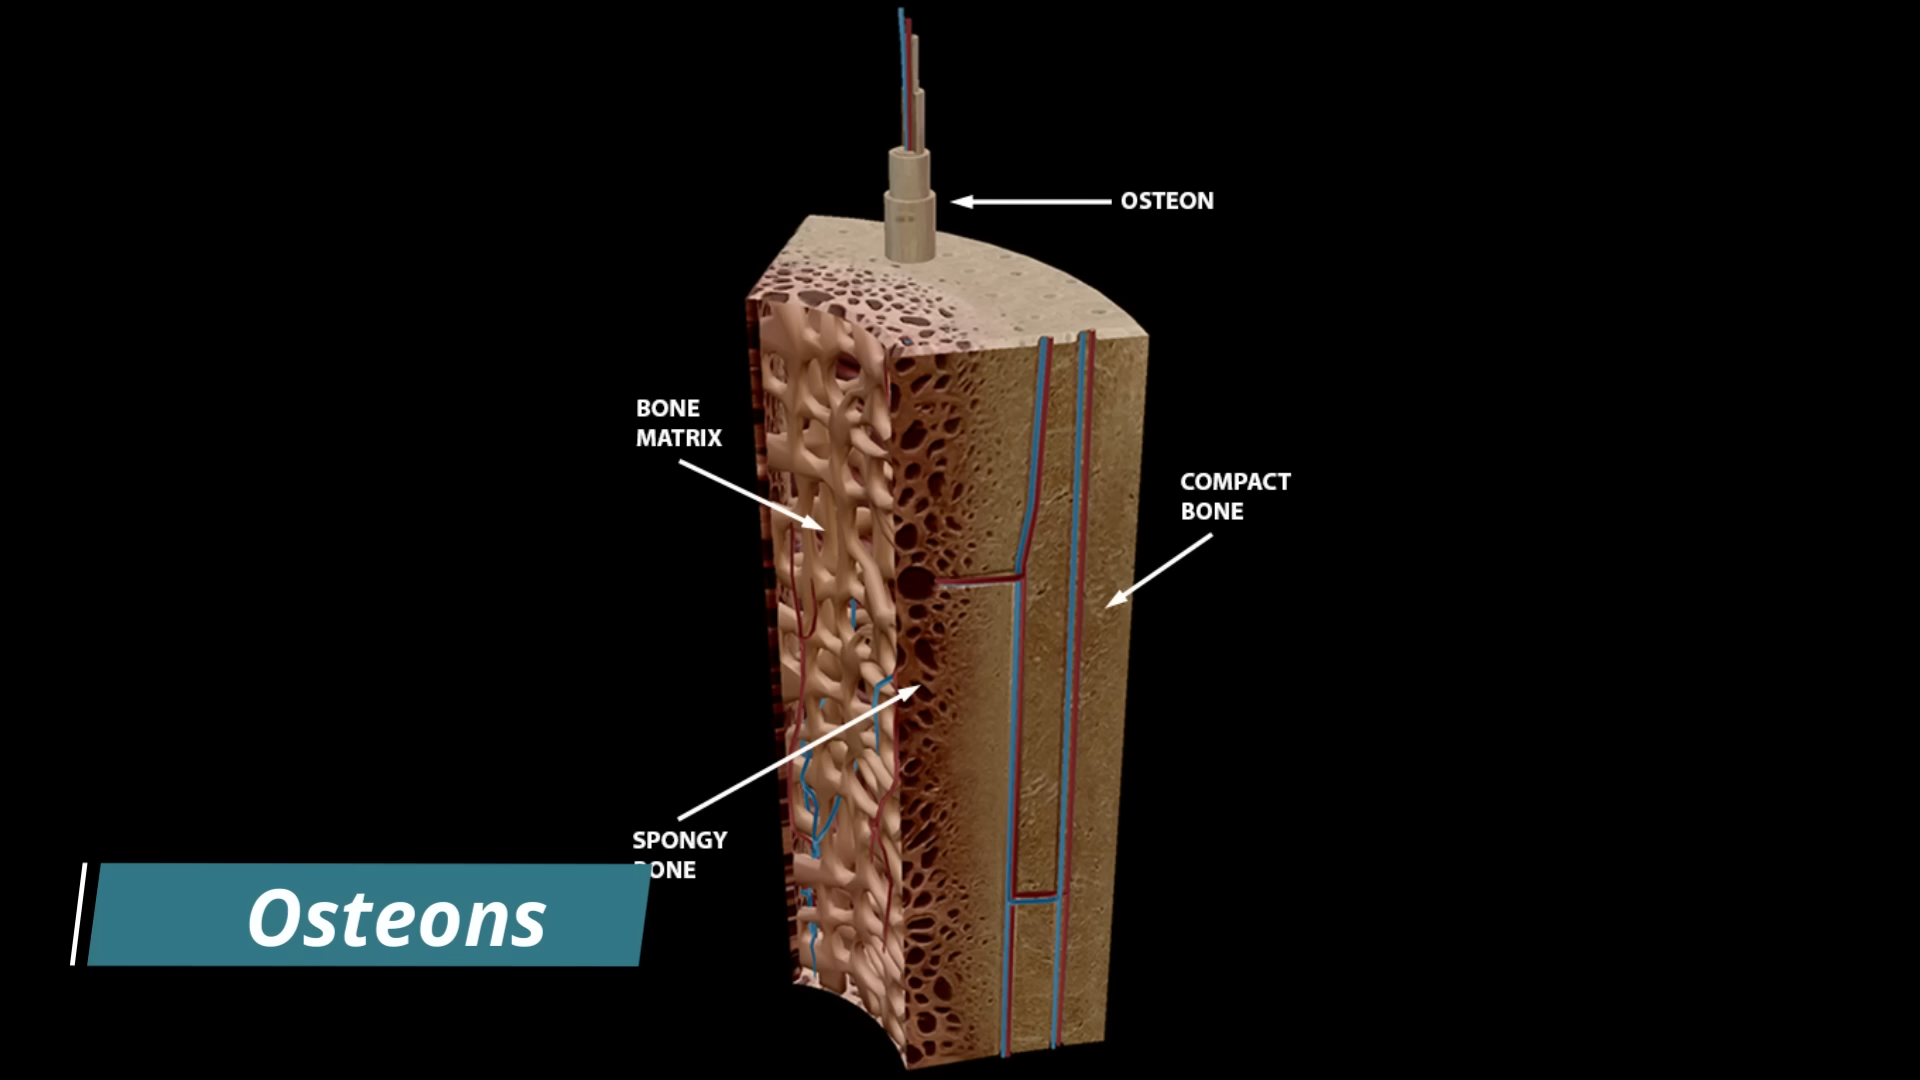 OSTEON
BONE
MATRIX
COMPACT
BONE
SPONGY
Osteons